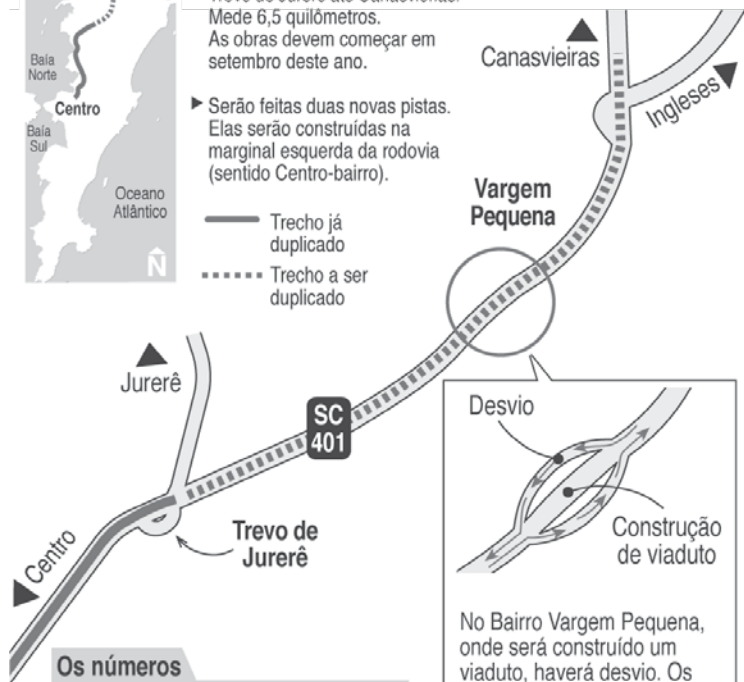 Mede 6,5 quilômetros.
As obras devem começar em
setembro deste ano.
▶ Serão feitas duas novas pistas.
Elas serão construídas na
marginal esquerda da rodovia
(sentido Centro-bairro).
Trecho já
duplicado
Trecho a ser
duplicado
Baía
Norte
Centro
Baía
Sul
Oceano
Atlântico
N
Canasvieiras
Ingleses
Vargem
Pequena
Jurerê
SC
401
Trevo de
Jurerê
Centro
Desvio
Construção
de viaduto
No Bairro Vargem Pequena,
onde será construído um
viaduto, haverá desvio. Os
Os números